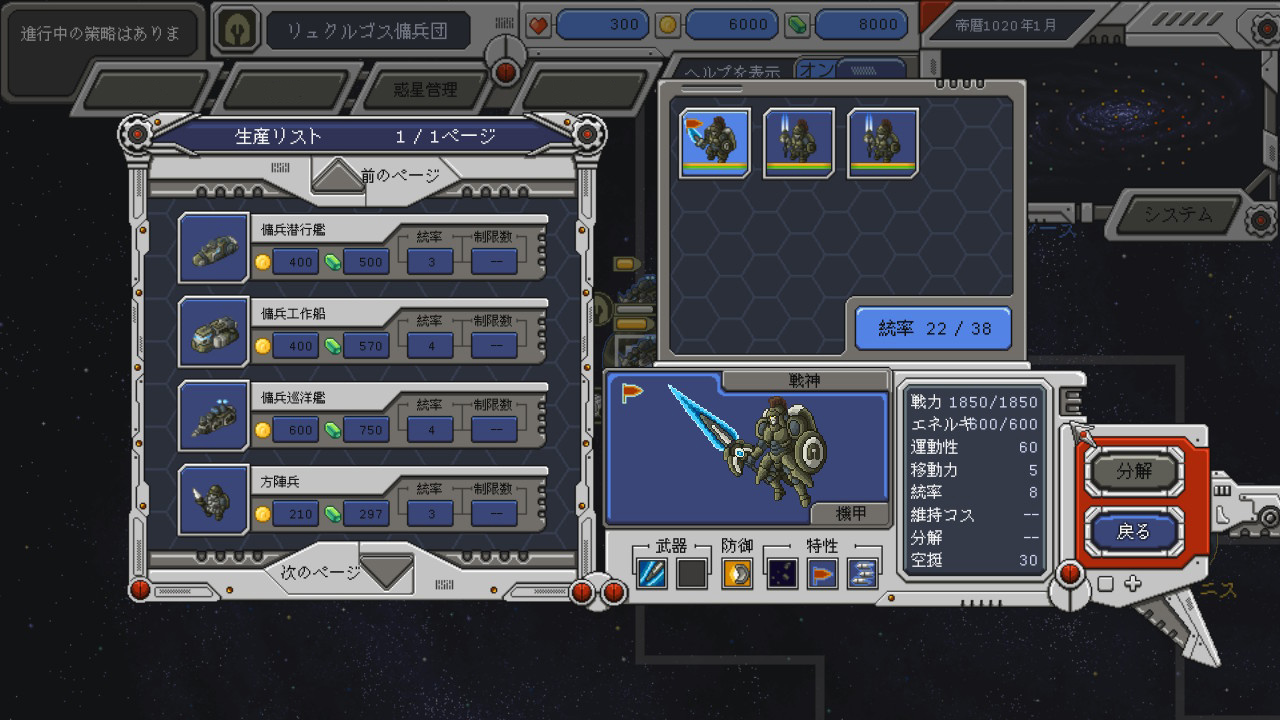 進行中の策略はありま
リュクルゴス傭兵団
300
6000
8000
帝暦1020年1月
ヘルプを表示
オン
惑星管理
システム
生産リスト
1/1ページ
前のページ
傭兵潜行艦
統率
制限数
400
500
3
--
傭兵工作船
統率
制限数
400
570
4
--
傭兵巡洋艦
統率
制限数
600
750
4
--
方陣兵
統率
制限数
210
297
3
--
次のページ
統率 22 / 38
戦神
機甲
武器
防御
特性
戦力 1850/1850
エネルギ600/600
運動性 60
移動力 5
統率 8
維持コス --
分解 --
空挺 30
分解
戻る
ニス